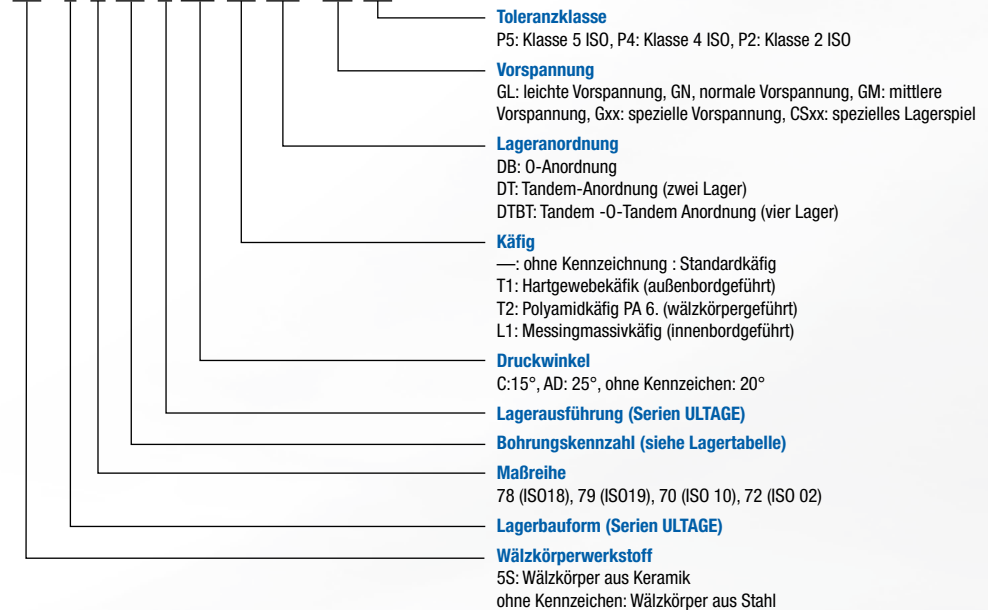 Toleranzklasse
P5: Klasse 5 ISO, P4: Klasse 4 ISO, P2: Klasse 2 ISO
Vorspannung
GL: leichte Vorspannung, GN, normale Vorspannung, GM: mittlere
Vorspannung, Gxx: spezielle Vorspannung, CSxx: spezielles Lagerspiel
Lageranordnung
DB: O-Anordnung
DT: Tandem-Anordnung (zwei Lager)
DTBT: Tandem -O-Tandem Anordnung (vier Lager)
Käfig
—: ohne Kennzeichnung : Standardkäfig
T1: Hartgewebekäfik (außenbordgeführt)
T2: Polyamidkäfig PA 6. (wälzkörpergeführt)
L1: Messingmassivkäfig (innenbordgeführt)
Druckwinkel
C:15°, AD: 25°, ohne Kennzeichen: 20°
Lagerausführung (Serien ULTAGE)
Bohrungskennzahl (siehe Lagertabelle)
Maßreihe
78 (ISO18), 79 (ISO19), 70 (ISO 10), 72 (ISO 02)
Lagerbauform (Serien ULTAGE)
Wälzkörperwerkstoff
5S: Wälzkörper aus Keramik
ohne Kennzeichen: Wälzkörper aus Stahl